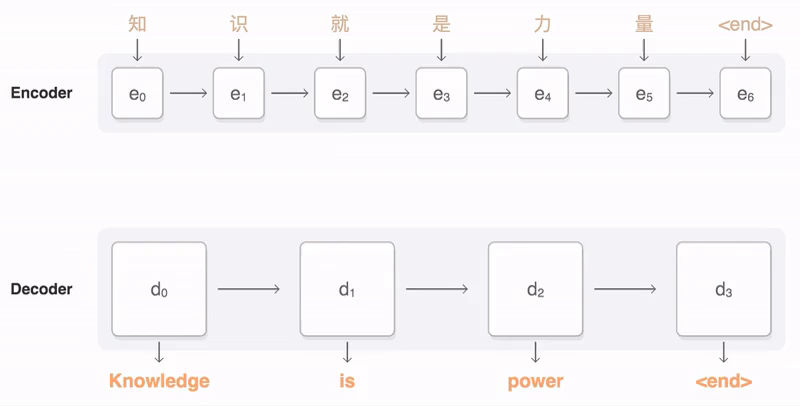 知 识 就 是 力 量 <end>
Encoder e₀ e₁ e₂ e₃ e₄ e₅ e₆
Decoder d₀ d₁ d₂ d₃
Knowledge is power <end>